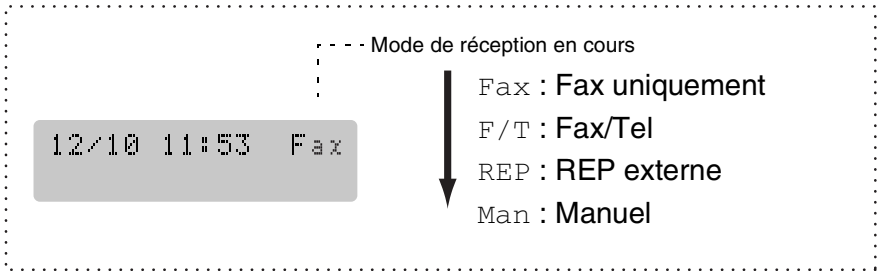 Mode de réception en cours
12/10 11:53 Fax
Fax : Fax uniquement
F/T : Fax/Tel
REP : REP externe
Man : Manuel